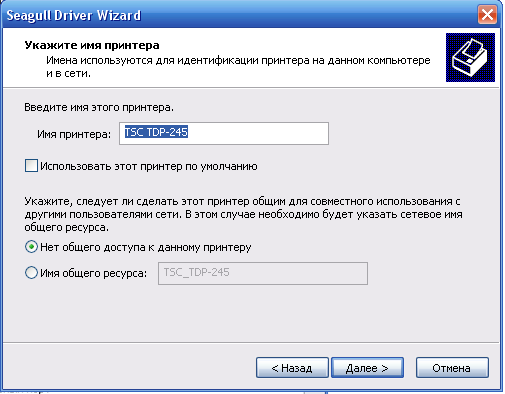 Seagull Driver Wizard
Укажите имя принтера
Имена используются для идентификации принтера на данном компьютере
и в сети.
Введите имя этого принтера.
Имя принтера: TSC TDP-245
Использовать этот принтер по умолчанию
Укажите, следует ли сделать этот принтер общим для совместного использования с
другими пользователями сети. В этом случае необходимо будет указать сетевое имя
общего ресурса.
Нет общего доступа к данному принтеру
Имя общего ресурса: TSC_TDP-245
< Назад Далее > Отмена